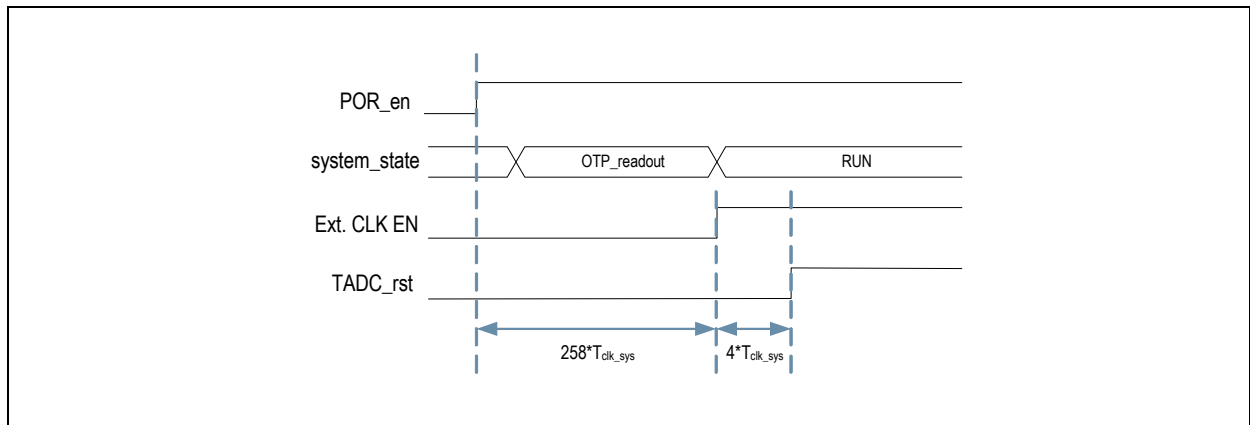 POR_en
system_state
OTP_readout
RUN
Ext. CLK EN
TADC_rst
258*Tclk_sys
4*Tclk_sys